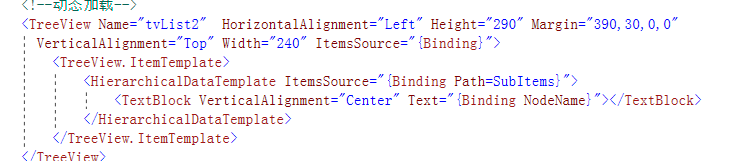 <!--动态加载-->
<TreeView Name="tvList2"  HorizontalAlignment="Left" Height="290" Margin="390,30,0,0"
 VerticalAlignment="Top" Width="240" ItemsSource="{Binding}">
    <TreeView.ItemTemplate>
        <HierarchicalDataTemplate ItemsSource="{Binding Path=SubItems}">
            <TextBlock VerticalAlignment="Center" Text="{Binding NodeName}"></TextBlock>
        </HierarchicalDataTemplate>
    </TreeView.ItemTemplate>
</TreeView>